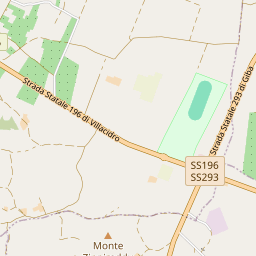 Strada Statale 196 di Villacidro
Strada Statale 293 di Giba
SS196
SS293
Monte